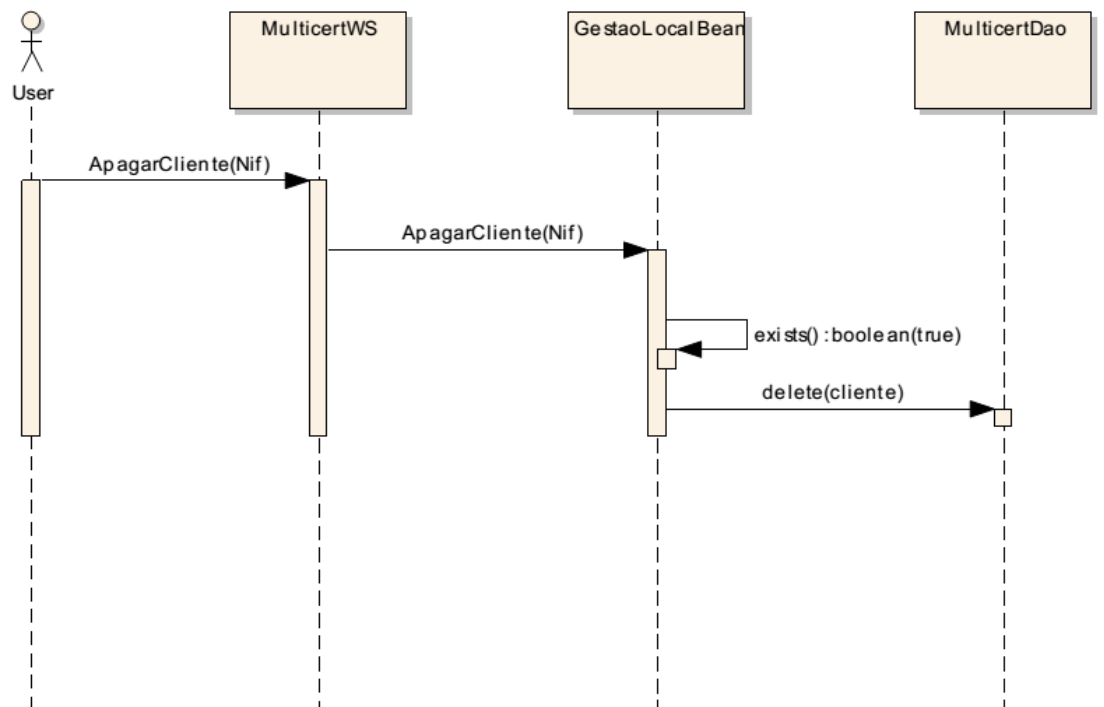 MulticertWS
GestaoLocalBean
MulticertDao
User
ApagarCliente(Nif)
ApagarCliente(Nif)
exists() :boolean(true)
delete(cliente)